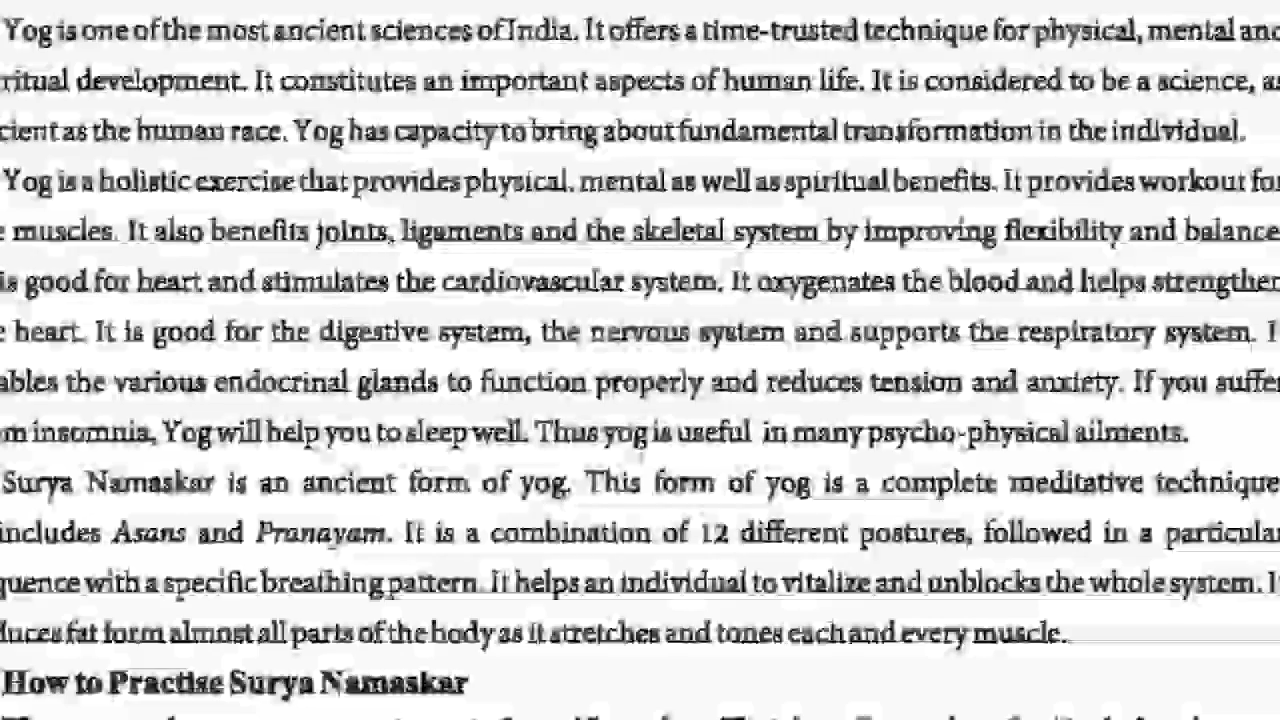 Yog is one of the most ancient sciences of India. It offers a time-trusted technique for physical, mental and
ritual development. It constitutes an important aspects of human life. It is considered to be a science, as
cient as the human race. Yog has capacity to bring about fundamental transformation in the individual.
Yog is a holistic exercise that provides physical, mental as well as spiritual benefits. It provides workout for
e muscles. It also benefits joints, ligaments and the skeletal system by improving flexibility and balance
is good for heart and stimulates the cardiovascular system. It oxygenates the blood and helps strengthen
e heart. It is good for the digestive system, the nervous system and supports the respiratory system. I
ables the various endocrinal glands to function properly and reduces tension and anxiety. If you suffer
m insomnia, Yog will help you to sleep well. Thus yog is useful in many psycho-physical ailments.
Surya Namaskar is an ancient form of yog. This form of yog is a complete meditative technique
includes Asans and Pranayam. It is a combination of 12 different postures, followed in a particular
quence with a specific breathing pattern. It helps an individual to vitalize and unblocks the whole system. I
duces fat form almost all parts of the body as it stretches and tones each and every muscle.
How to Practise Surya Namaskar